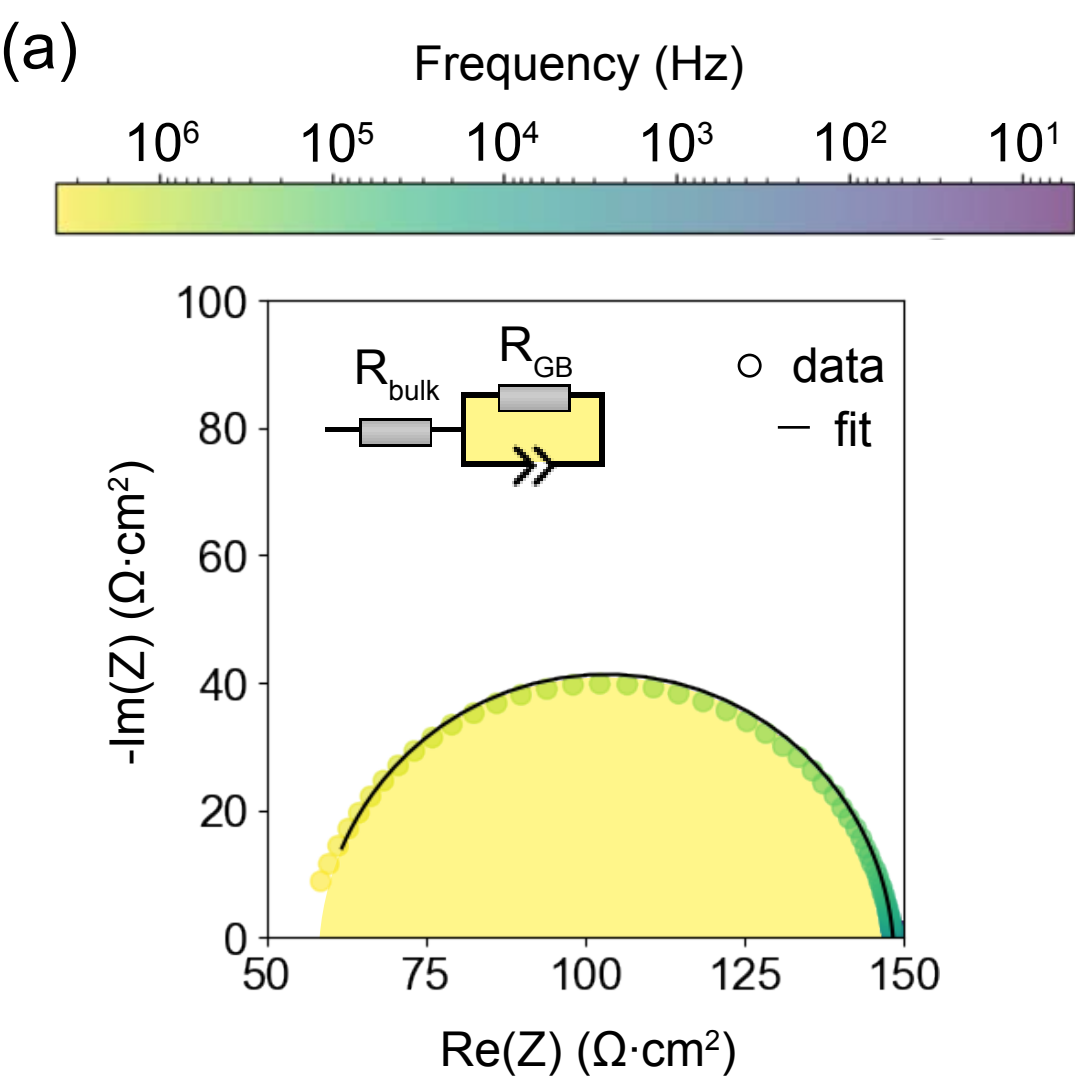 (a)
Frequency (Hz)
10⁶ 10⁵ 10⁴ 10³ 10² 10¹
100
80
60
40
20
0
-Im(Z) (Ω·cm²)
R_bulk
R_GB
data
fit
50 75 100 125 150
Re(Z) (Ω·cm²)